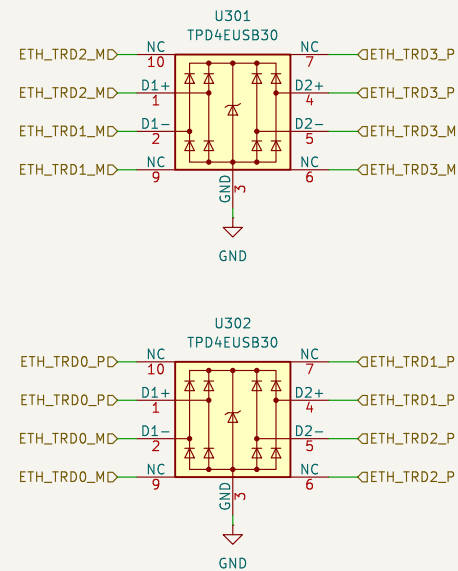 U301
TPD4EUSB30
ETH_TRD2_M NC 10 NC 7 ETH_TRD3_P
ETH_TRD2_M D1+ 1 D2+ 4 ETH_TRD3_P
ETH_TRD1_M D1- 2 D2- 5 ETH_TRD3_M
ETH_TRD1_M NC 9 NC 6 ETH_TRD3_M
GND 3
GND
U302
TPD4EUSB30
ETH_TRD0_P NC 10 NC 7 ETH_TRD1_P
ETH_TRD0_P D1+ 1 D2+ 4 ETH_TRD1_P
ETH_TRD0_M D1- 2 D2- 5 ETH_TRD2_P
ETH_TRD0_M NC 9 NC 6 ETH_TRD2_P
GND 3
GND